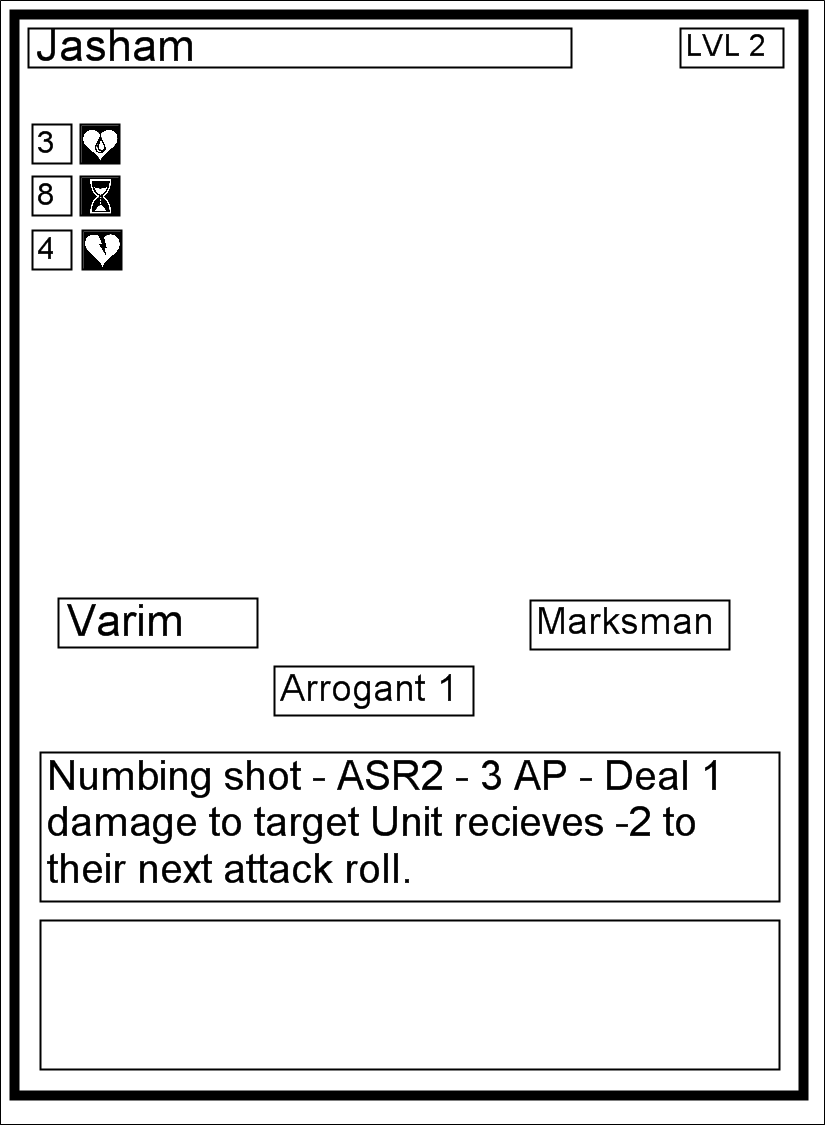 Jasham
LVL 2
3
8
4
Varim
Marksman
Arrogant 1
Numbing shot - ASR2 - 3 AP - Deal 1
damage to target Unit recieves -2 to
their next attack roll.